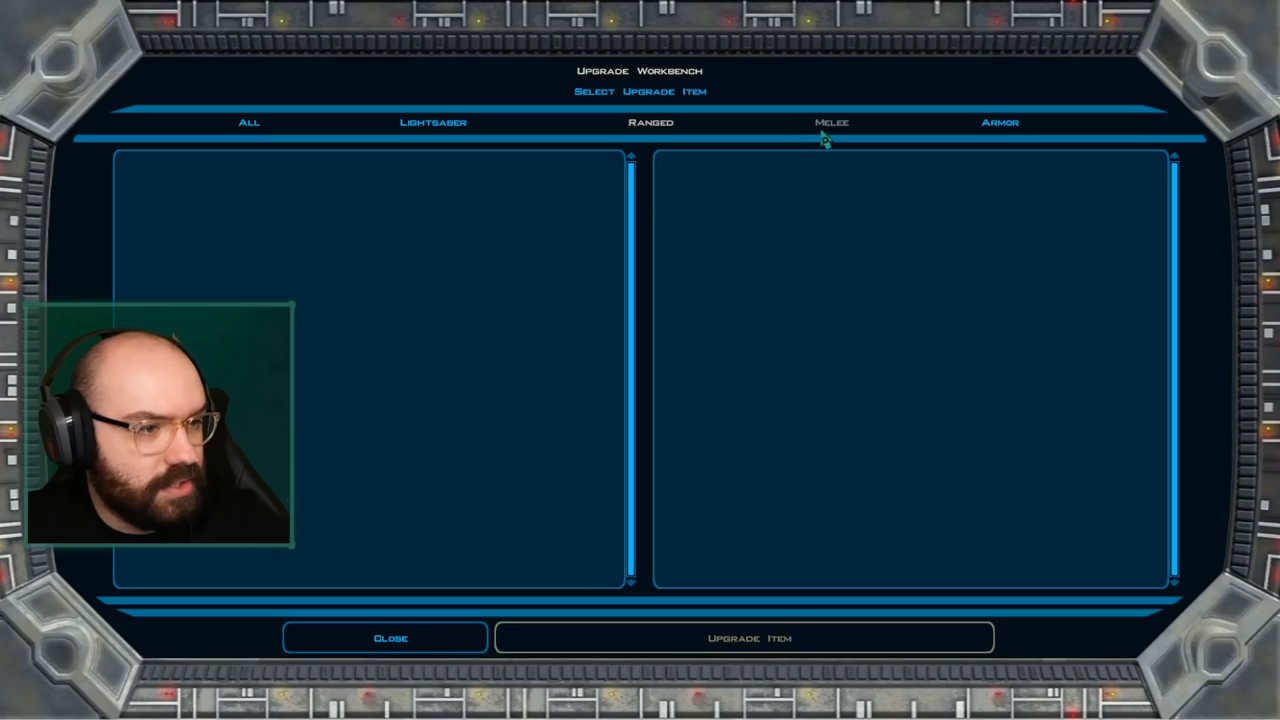 Upgrade Workbench
Select Upgrade Item
All Lightsaber Ranged Melee Armor
Close Upgrade Item